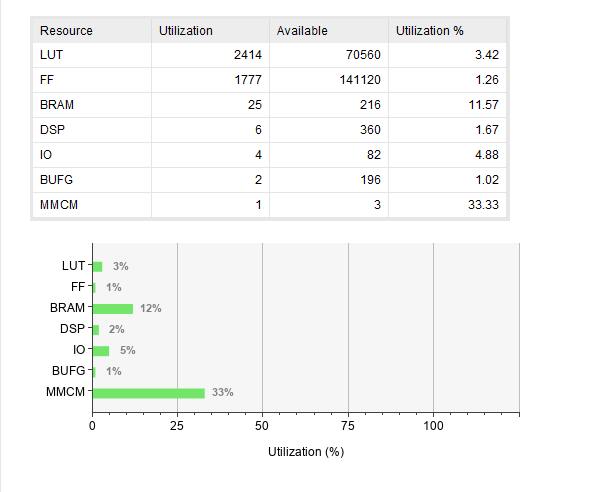 Resource Utilization Available Utilization %
LUT 2414 70560 3.42
FF 1777 141120 1.26
BRAM 25 216 11.57
DSP 6 360 1.67
IO 4 82 4.88
BUFG 2 196 1.02
MMCM 1 3 33.33
LUT 3%
FF 1%
BRAM 12%
DSP 2%
IO 5%
BUFG 1%
MMCM 33%
0 25 50 75 100
Utilization (%)